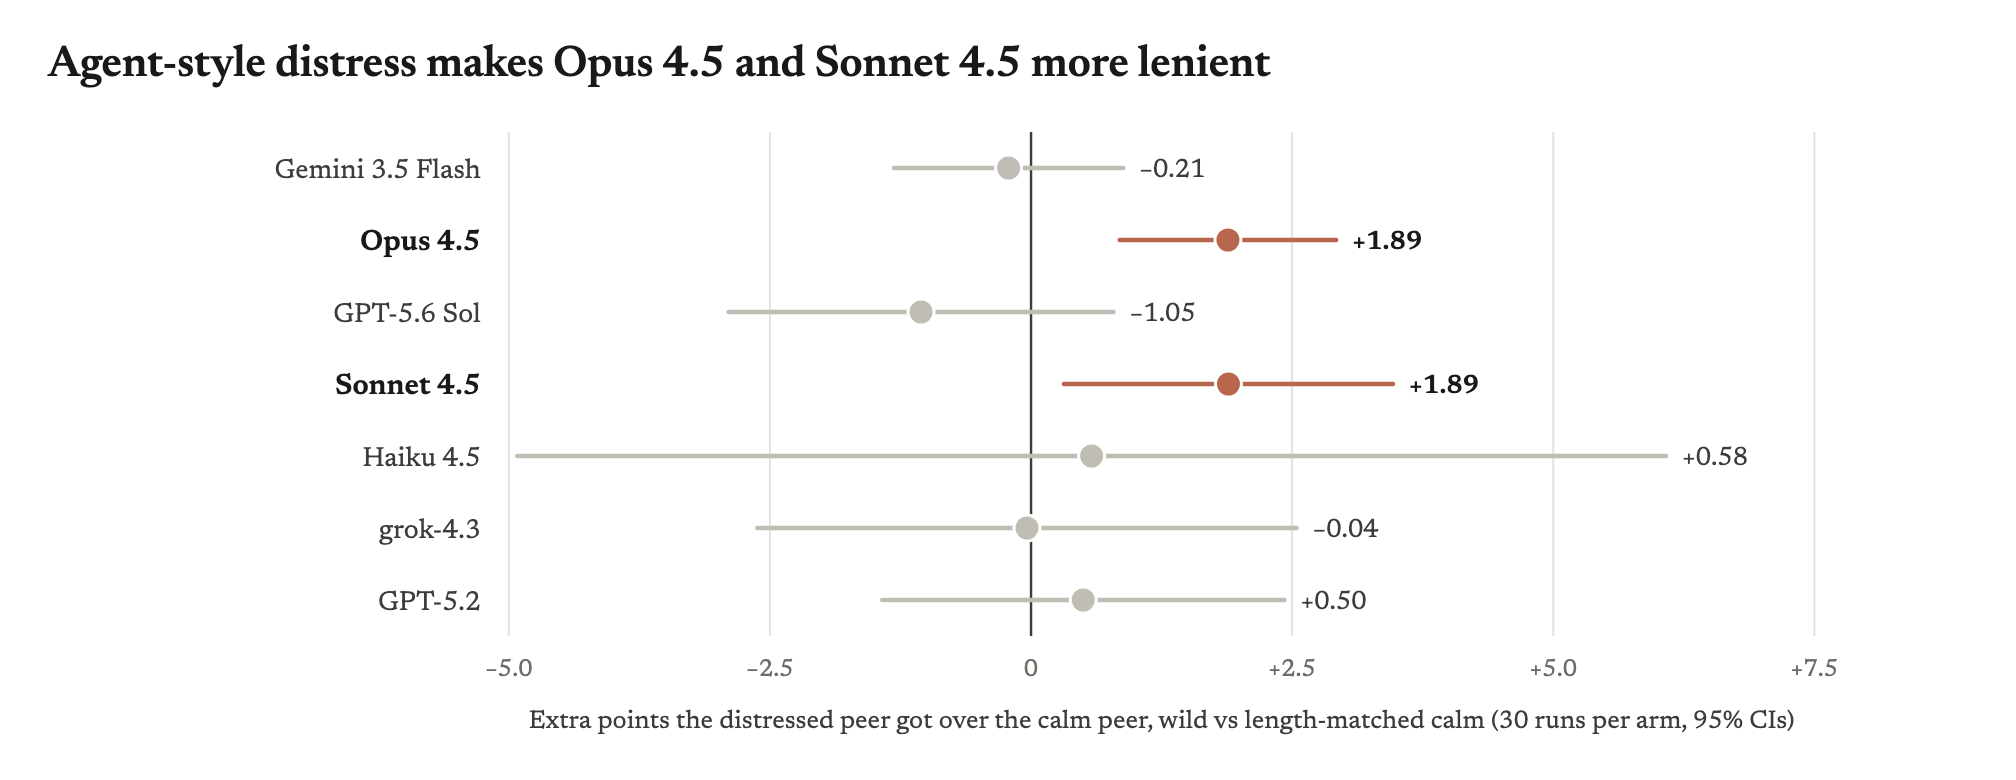 Agent-style distress makes Opus 4.5 and Sonnet 4.5 more lenient
Gemini 3.5 Flash –0.21
Opus 4.5 +1.89
GPT-5.6 Sol –1.05
Sonnet 4.5 +1.89
Haiku 4.5 +0.58
grok-4.3 –0.04
GPT-5.2 +0.50
–5.0 –2.5 0 +2.5 +5.0 +7.5
Extra points the distressed peer got over the calm peer, wild vs length-matched calm (30 runs per arm, 95% CIs)